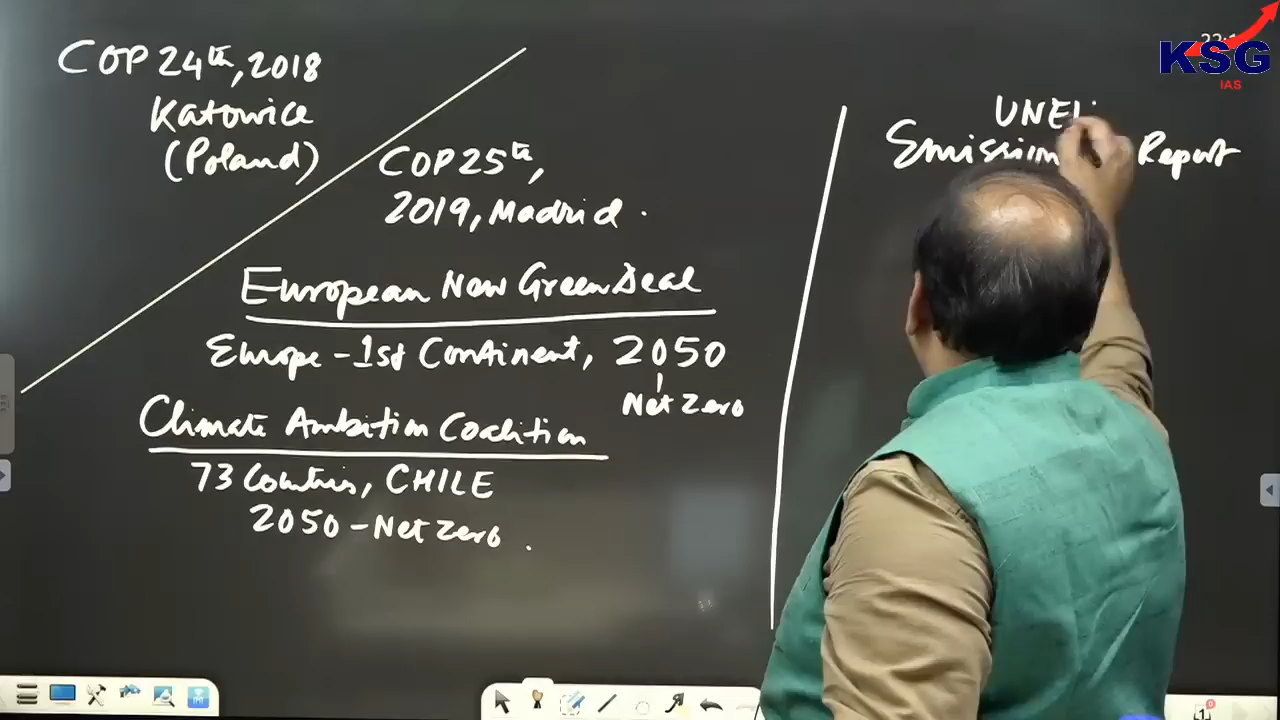 COP 24th, 2018
Katowice
(Poland)
COP 25th,
2019, Madrid.
European New Green Deal
Europe - 1st Continent, 2050
Net Zero
Climate Ambition Coalition
73 Countries, CHILE
2050 - Net Zero.
Emission Report
KSG
IAS